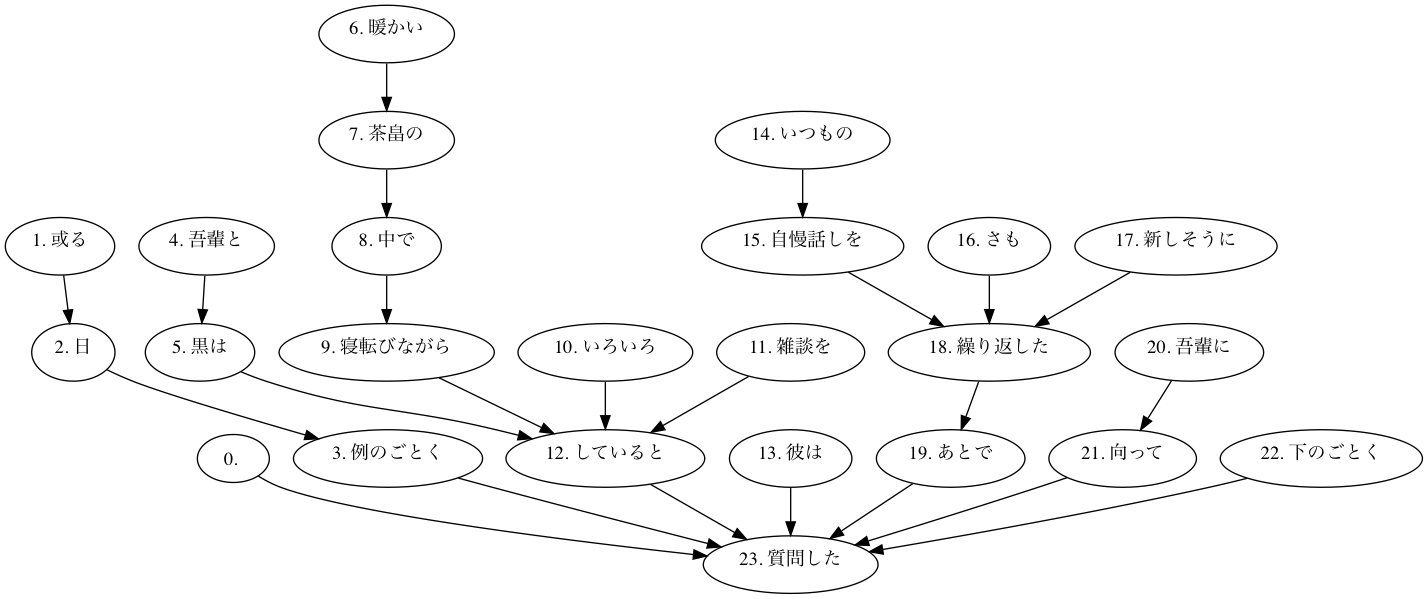 6. 暖かい
7. 茶畠の
14. いつもの
1. 或る
4. 吾輩と
8. 中で
15. 自慢話しを
16. さも
17. 新しそうに
2. 日
5. 黒は
9. 寝転びながら
10. いろいろ
11. 雑談を
18. 繰り返した
20. 吾輩に
0.
3. 例のごとく
12. していると
13. 彼は
19. あとで
21. 向って
22. 下のごとく
23. 質問した